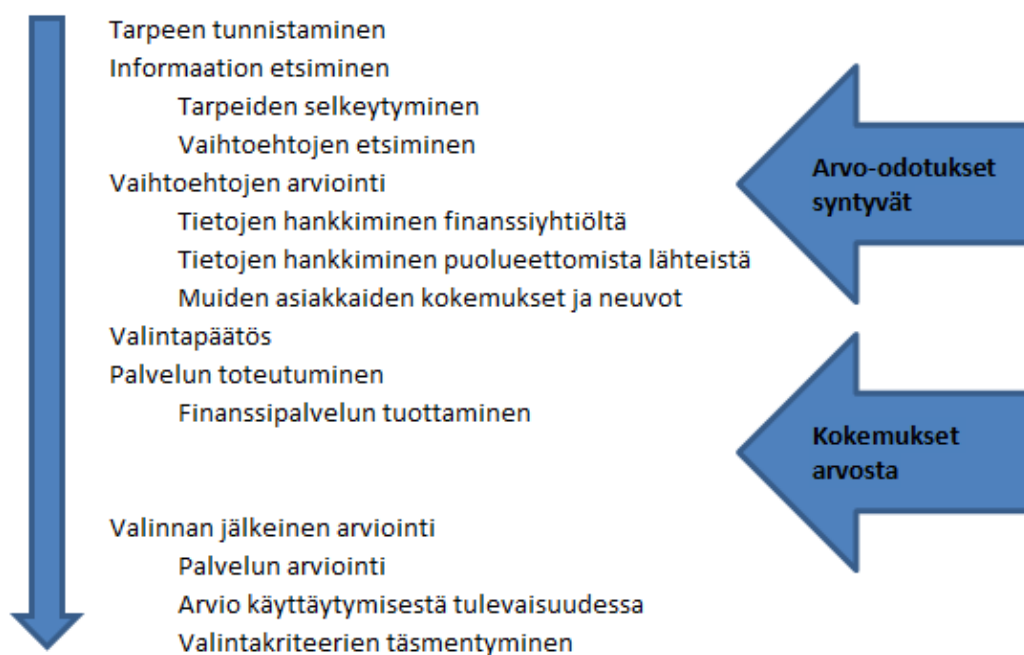 Tarpeen tunnistaminen
Informaation etsiminen
Tarpeiden selkeytyminen
Vaihtoehtojen etsiminen
Vaihtoehtojen arviointi
Tietojen hankkiminen finanssiyhtiöltä
Tietojen hankkiminen puolueettomista lähteistä
Muiden asiakkaiden kokemukset ja neuvot
Valintapäätös
Palvelun toteutuminen
Finanssipalvelun tuottaminen
Valinnan jälkeinen arviointi
Palvelun arviointi
Arvio käyttäytymisestä tulevaisuudessa
Valintakriteerien täsmentyminen
Arvo-odotukset
syntyvät
Kokemukset
arvosta